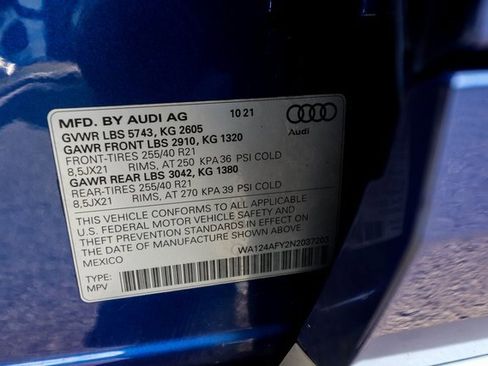 MFD. BY AUDI AG 10 21
GVWR LBS 5743, KG 2605
GAWR FRONT LBS 2910, KG 1320
FRONT-TIRES 255/40 R21
8,5JX21 RIMS, AT 250 KPA 36 PSI COLD
GAWR REAR LBS 3042, KG 1380
REAR-TIRES 255/40 R21
8,5JX21 RIMS, AT 270 KPA 39 PSI COLD
Audi
THIS VEHICLE CONFORMS TO ALL APPLICABLE
U.S. FEDERAL MOTOR VEHICLE SAFETY AND
THEFT PREVENTION STANDARDS IN EFFECT ON
THE DATE OF MANUFACTURE SHOWN ABOVE.
MEXICO
WA124AFY2N2037203
TYPE:
MPV